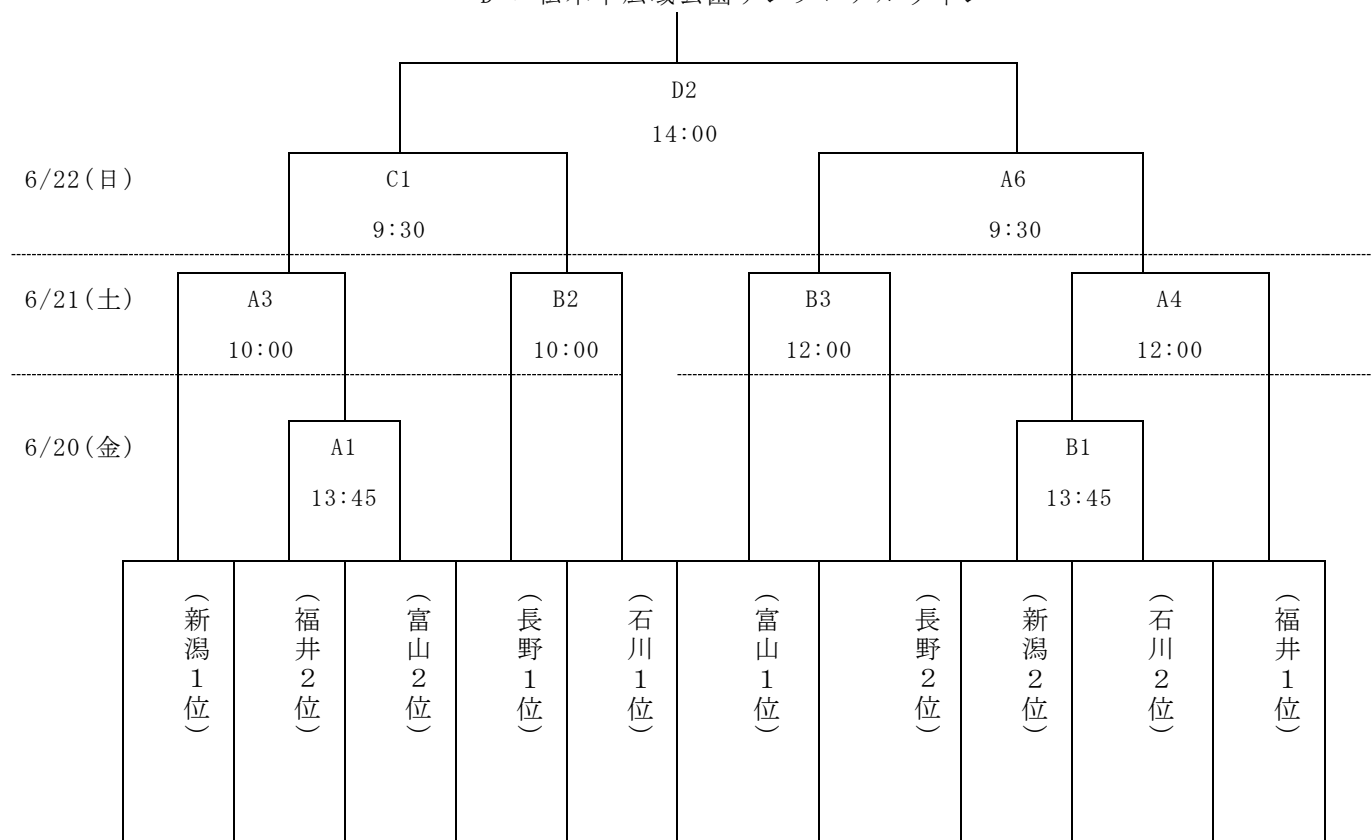 D2
14:00
6/22(日)
C1
A6
9:30
9:30
6/21(土)
A3
B2
B3
A4
10:00
10:00
12:00
12:00
6/20(金)
A1
B1
13:45
13:45
(新潟1位)
(福井2位)
(富山2位)
(長野1位)
(石川1位)
(富山1位)
(長野2位)
(新潟2位)
(石川2位)
(福井1位)